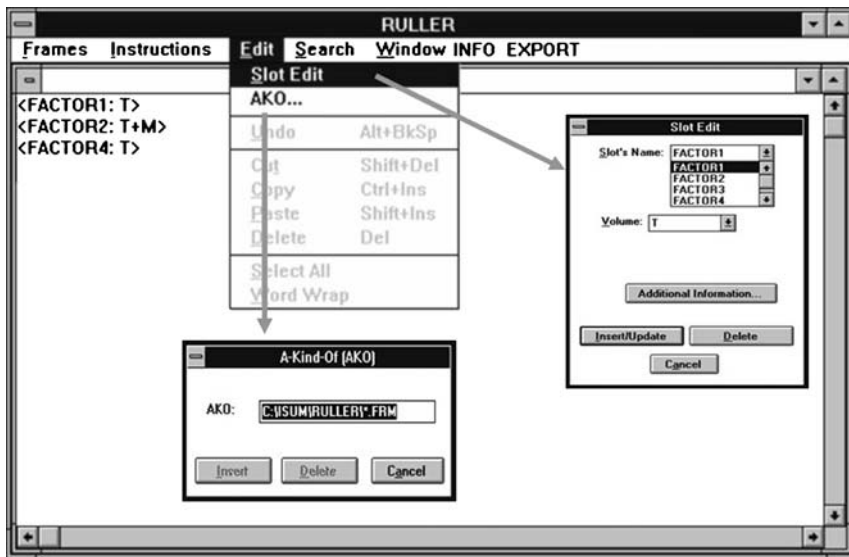 RULLER
Frames Instructions Edit Search Window INFO EXPORT
<FACTOR1: T>
<FACTOR2: T+M>
<FACTOR4: T>
Slot Edit
AKO...
Undo Alt+BkSp
Cut Shift+Del
Copy Ctrl+Ins
Paste Shift+Ins
Delete Del
Select All
Word Wrap
Slot Edit
Slot's Name: FACTOR1
FACTOR1
FACTOR2
FACTOR3
FACTOR4
Volume: T
Additional Information...
Insert/Update Delete
Cancel
A-Kind-Of (AKO)
AKO: C:\ISUM\RULLER\*.FRM
Insert Delete Cancel